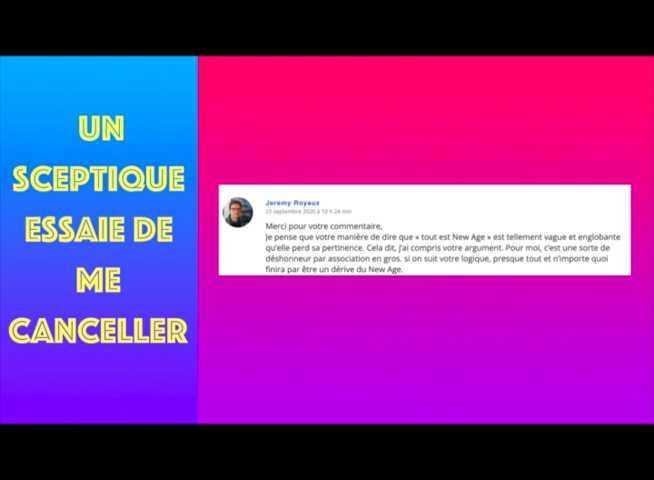 UN
SCEPTIQUE
ESSAIE DE
ME
CANCELLER
Jeremy Royaux
22 septembre 2020 à 10 h 24 min
Merci pour votre commentaire,
Je pense que votre manière de dire que « tout est New Age » est tellement vague et englobante
qu'elle perd sa pertinence. Cela dit, j'ai compris votre argument. Pour moi, c'est une sorte de
déshonneur par association en gros. si on suit votre logique, presque tout et n'importe quoi
finira par être un dérive du New Age.